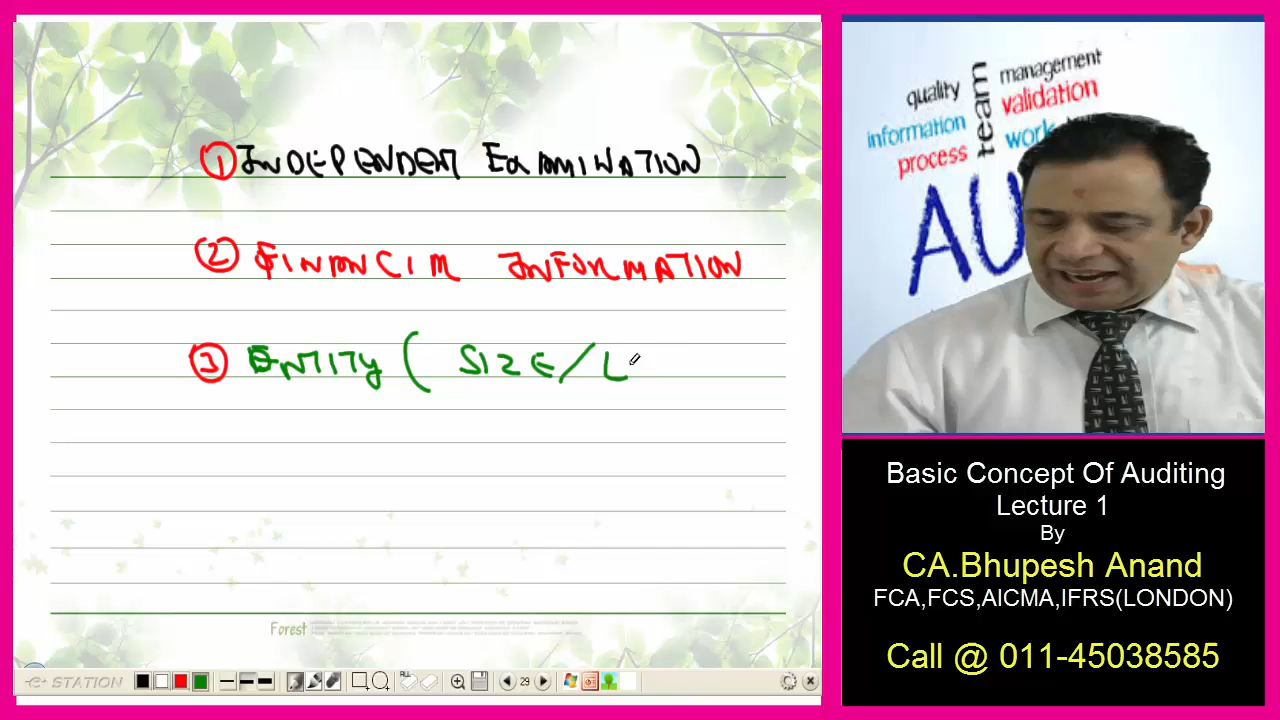 ① INDEPENDENT EXAMINATION
② FINANCIAL INFORMATION
③ ENTITY ( SIZE/L
Forest
e-STATION
29
quality
team
management
validation
information
work
process
AU
Basic Concept Of Auditing
Lecture 1
By
CA.Bhupesh Anand
FCA,FCS,AICMA,IFRS(LONDON)
Call @ 011-45038585